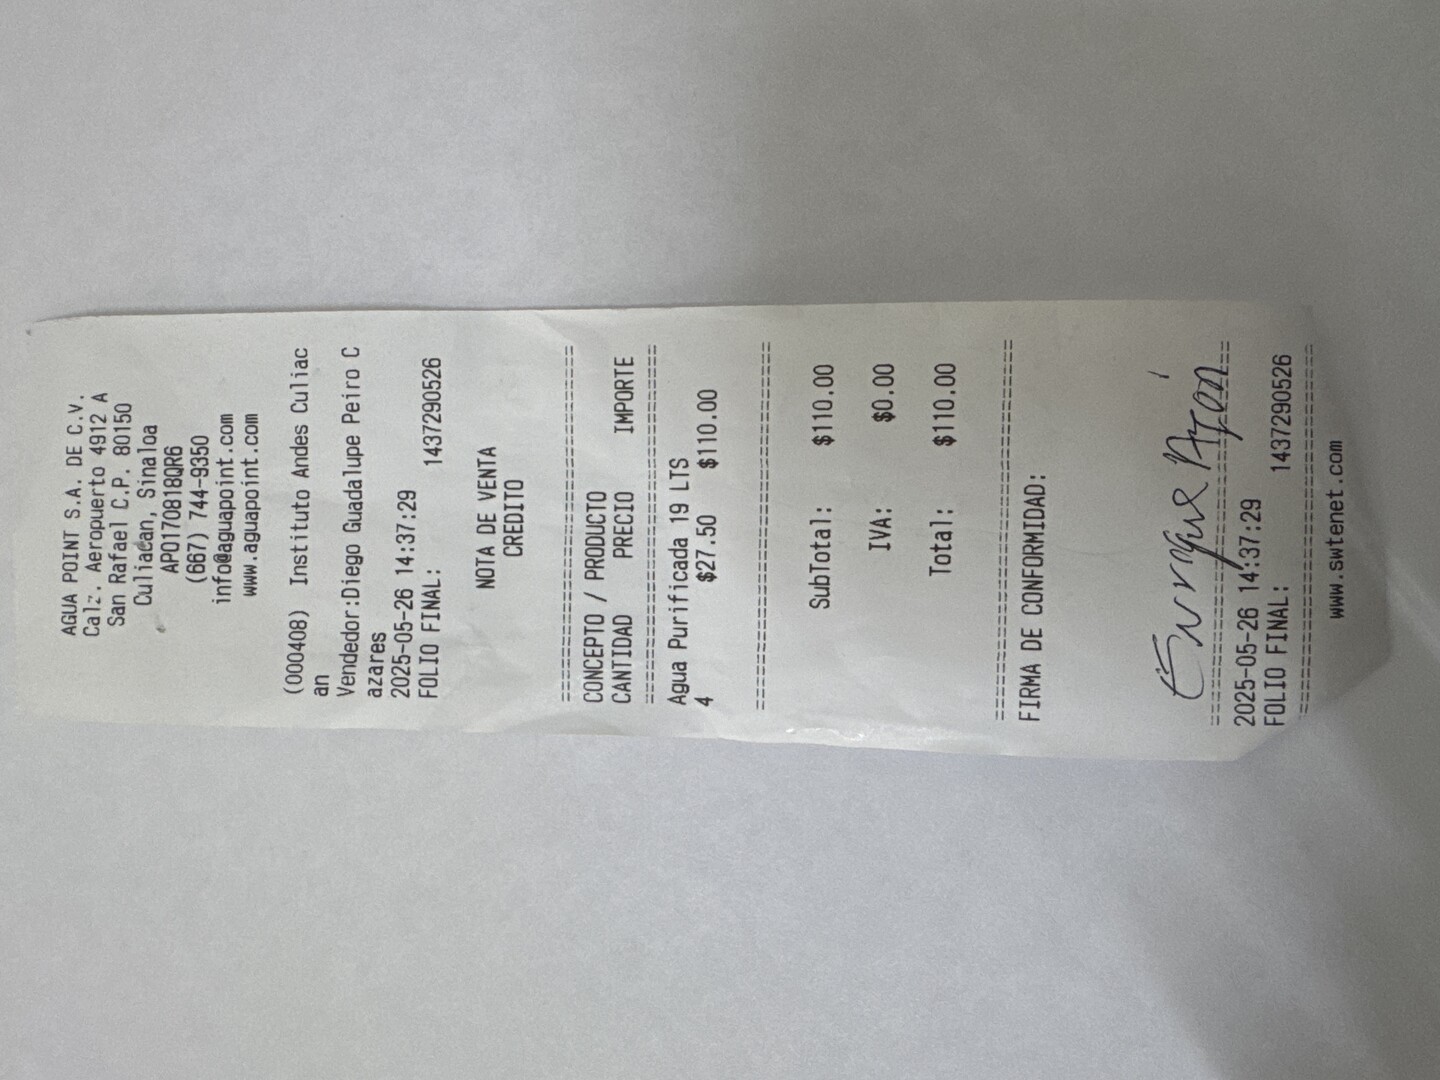 AGUA POINT S.A. DE C.V.
Calz. Aeropuerto 4912 A
San Rafael C.P. 80150
Culiacan, Sinaloa
APO170818QR6
(667) 744-9350
info@aguapoint.com
www.aguapoint.com
(000408) Instituto Andes Culiac
an
Vendedor:Diego Guadalupe Peiro C
azares
2025-05-26 14:37:29
FOLIO FINAL: 1437290526
NOTA DE VENTA
CREDITO
================================
CONCEPTO / PRODUCTO
CANTIDAD PRECIO IMPORTE
================================
Agua Purificada 19 LTS
4 $27.50 $110.00
================================
SubTotal: $110.00
IVA: $0.00
Total: $110.00
================================
FIRMA DE CONFORMIDAD:
Enrique
================================
2025-05-26 14:37:29
FOLIO FINAL: 1437290526
================================
www.swtenet.com